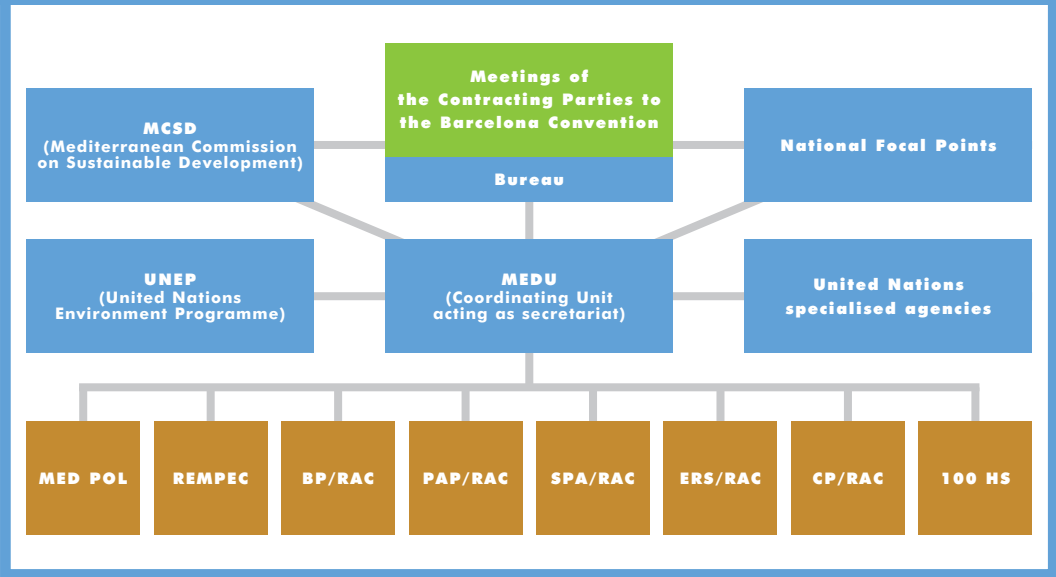 Meetings of
the Contracting Parties to
the Barcelona Convention
Bureau
MCSD
(Mediterranean Commission
on Sustainable Development)
National Focal Points
UNEP
(United Nations
Environment Programme)
MEDU
(Coordinating Unit
acting as secretariat)
United Nations
specialised agencies
MED POL
REMPEC
BP/RAC
PAP/RAC
SPA/RAC
ERS/RAC
CP/RAC
100 HS